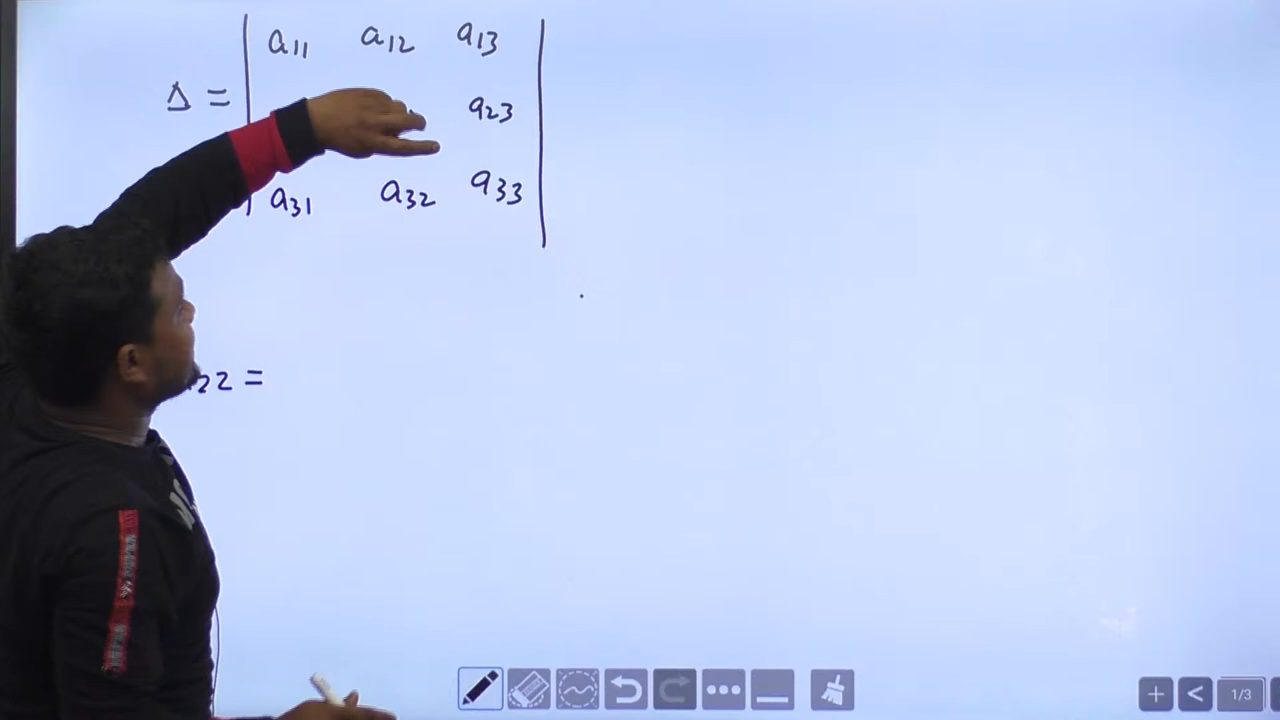 a11 a12 a13
Δ = a23
a31 a32 a33
22 =
1/3